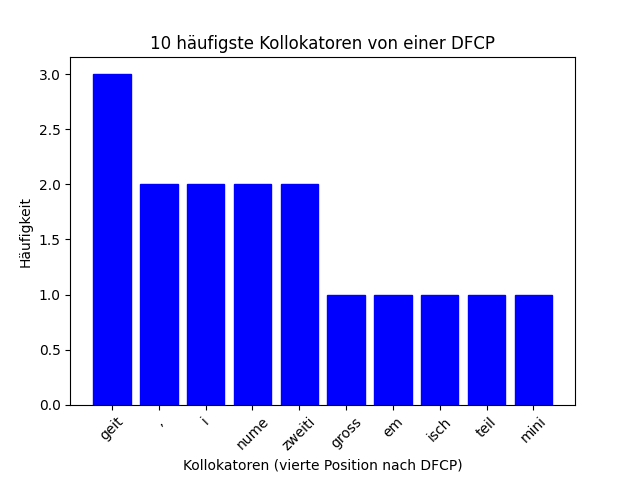 10 häufigste Kollokatoren von einer DFCP
3.0
2.5
2.0
1.5
1.0
0.5
0.0
Häufigkeit
geit , i nume zweiti gross em isch teil mini
Kollokatoren (vierte Position nach DFCP)